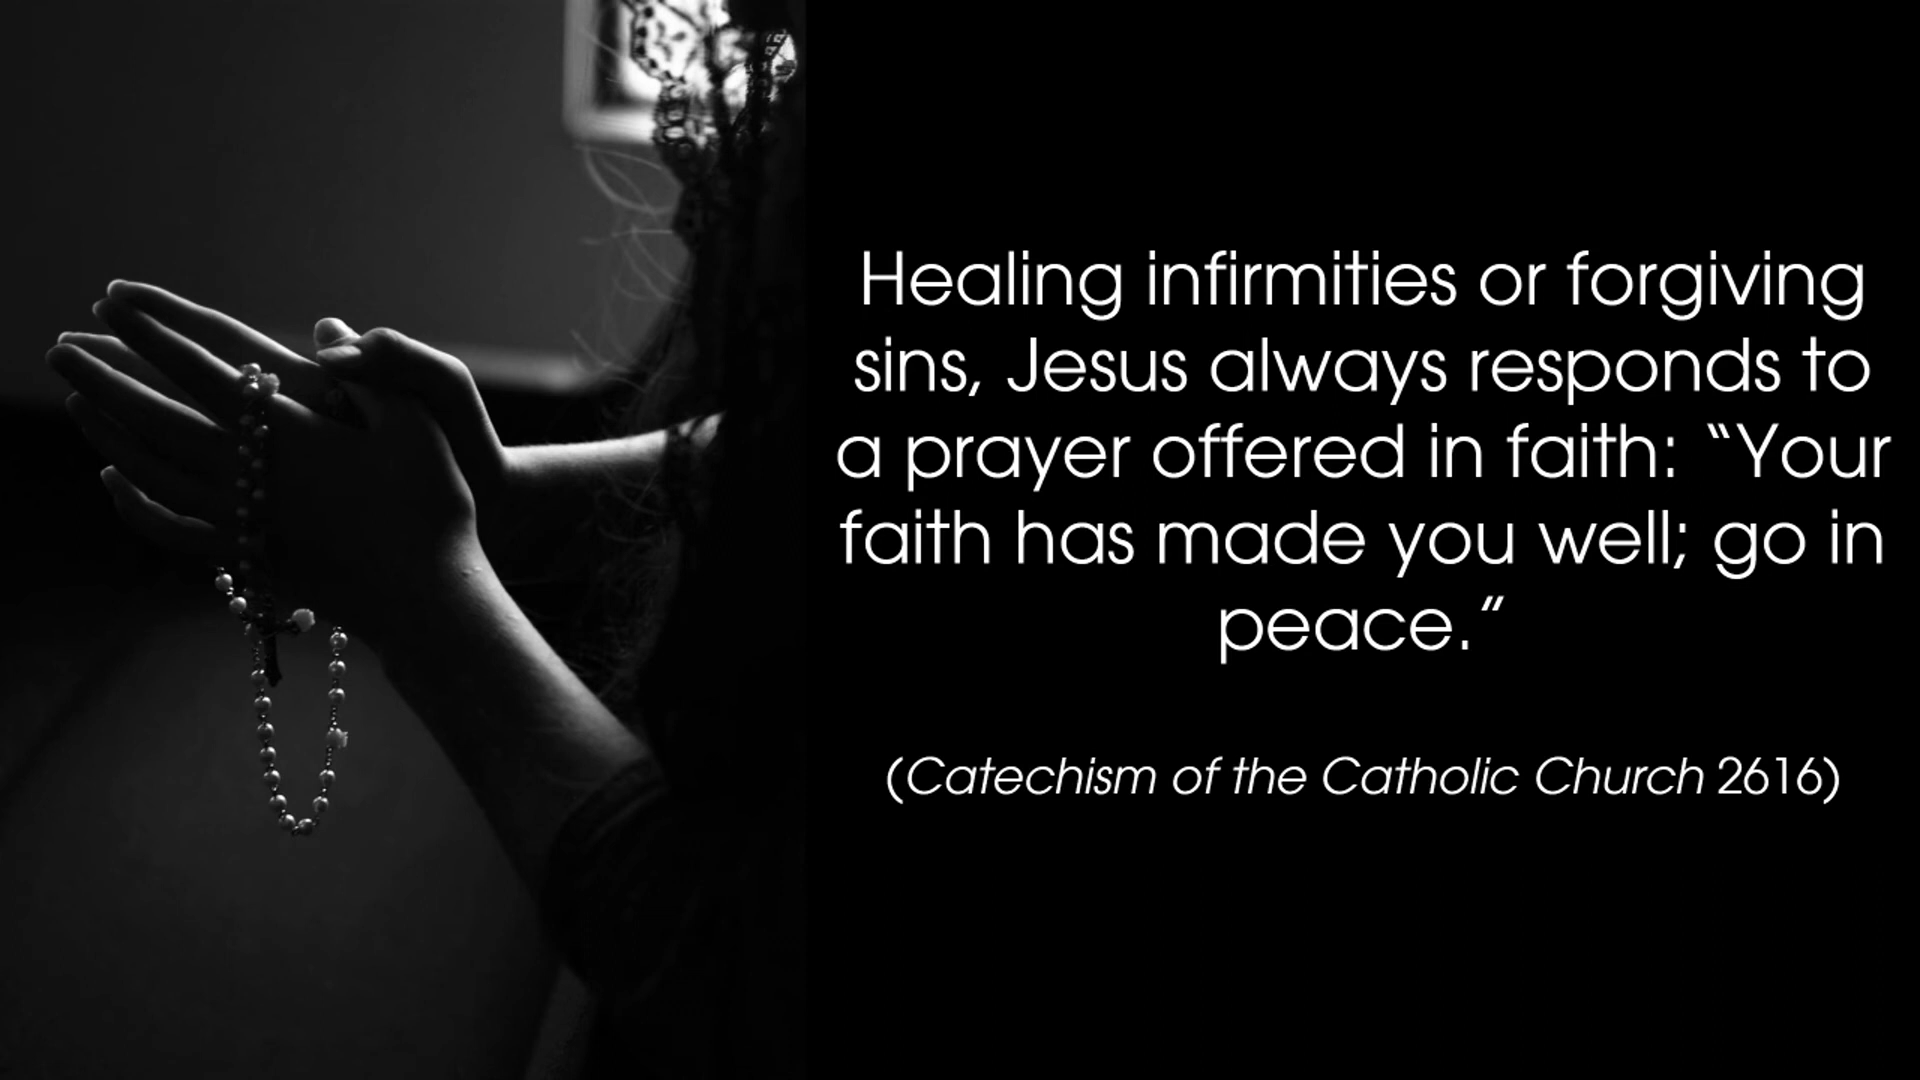 Healing infirmities or forgiving
sins, Jesus always responds to
a prayer offered in faith: “Your
faith has made you well; go in
peace.”
(Catechism of the Catholic Church 2616)